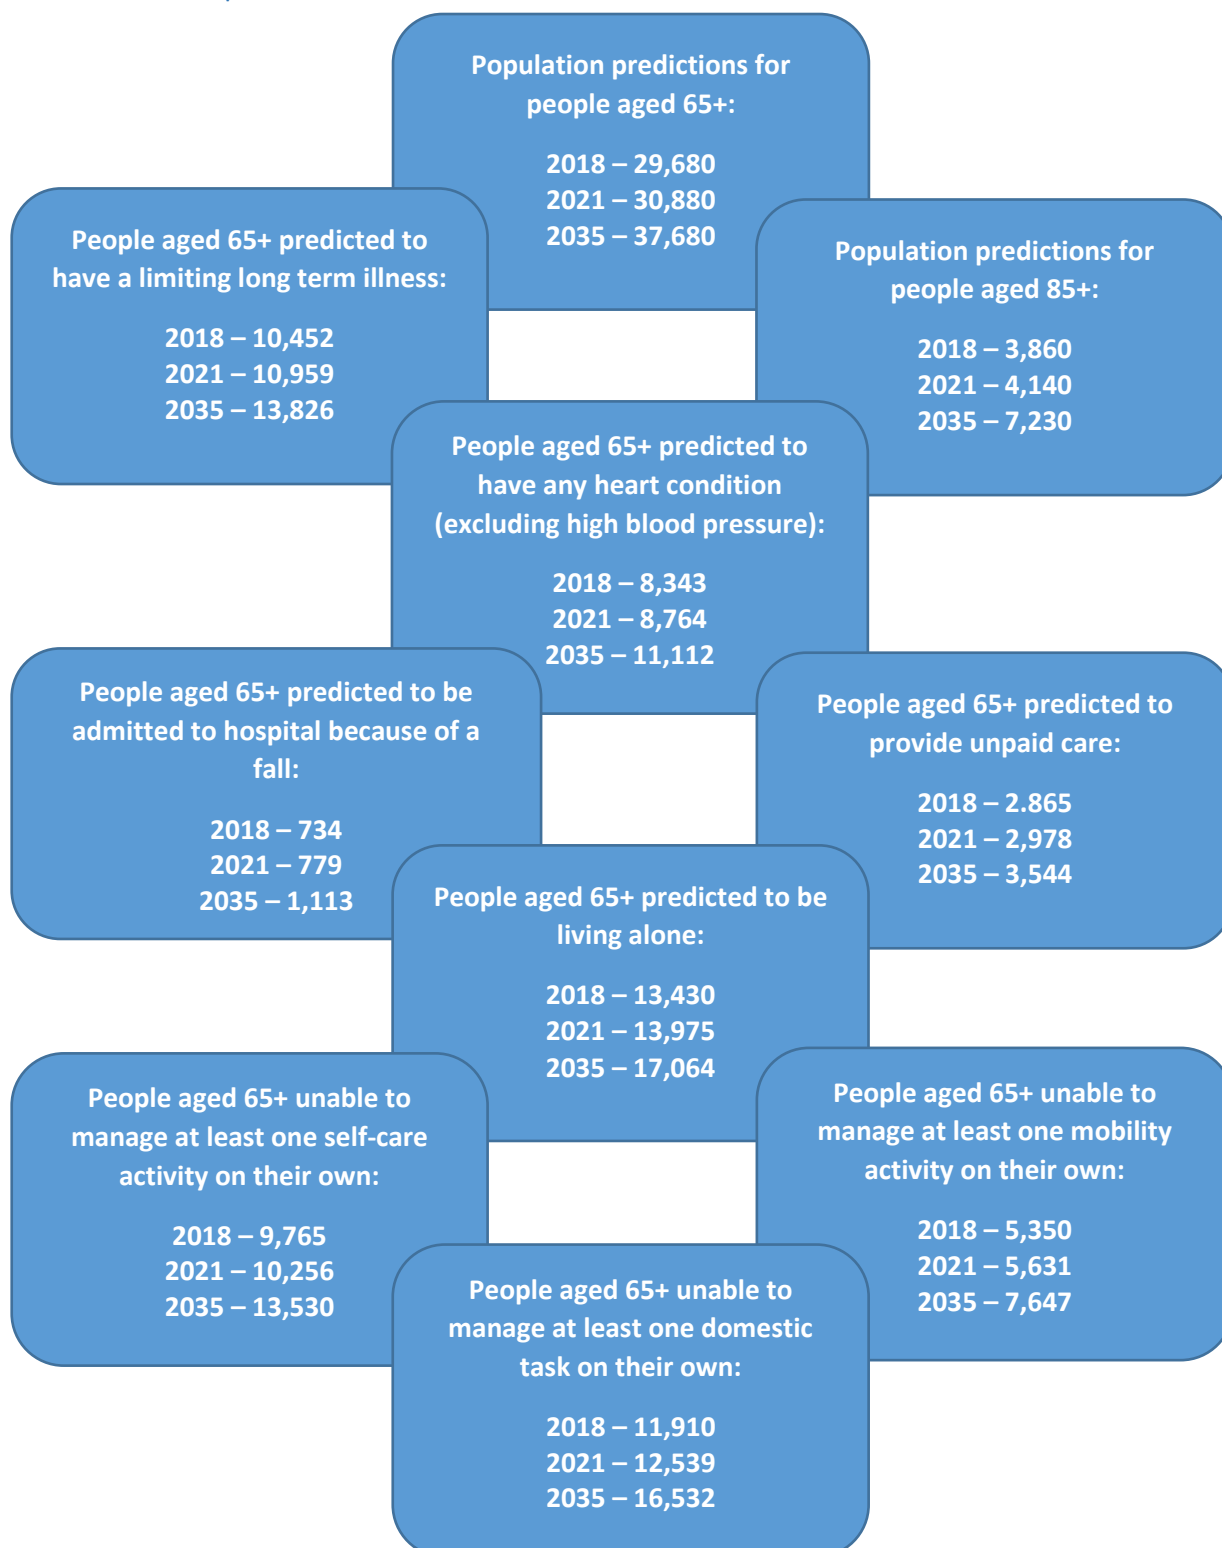 Population predictions for
people aged 65+:
2018 – 29,680
2021 – 30,880
2035 – 37,680
People aged 65+ predicted to
have a limiting long term illness:
2018 – 10,452
2021 – 10,959
2035 – 13,826
Population predictions for
people aged 85+:
2018 – 3,860
2021 – 4,140
2035 – 7,230
People aged 65+ predicted to
have any heart condition
(excluding high blood pressure):
2018 – 8,343
2021 – 8,764
2035 – 11,112
People aged 65+ predicted to be
admitted to hospital because of a
fall:
2018 – 734
2021 – 779
2035 – 1,113
People aged 65+ predicted to
provide unpaid care:
2018 – 2.865
2021 – 2,978
2035 – 3,544
People aged 65+ predicted to be
living alone:
2018 – 13,430
2021 – 13,975
2035 – 17,064
People aged 65+ unable to
manage at least one self-care
activity on their own:
2018 – 9,765
2021 – 10,256
2035 – 13,530
People aged 65+ unable to
manage at least one mobility
activity on their own:
2018 – 5,350
2021 – 5,631
2035 – 7,647
People aged 65+ unable to
manage at least one domestic
task on their own:
2018 – 11,910
2021 – 12,539
2035 – 16,532